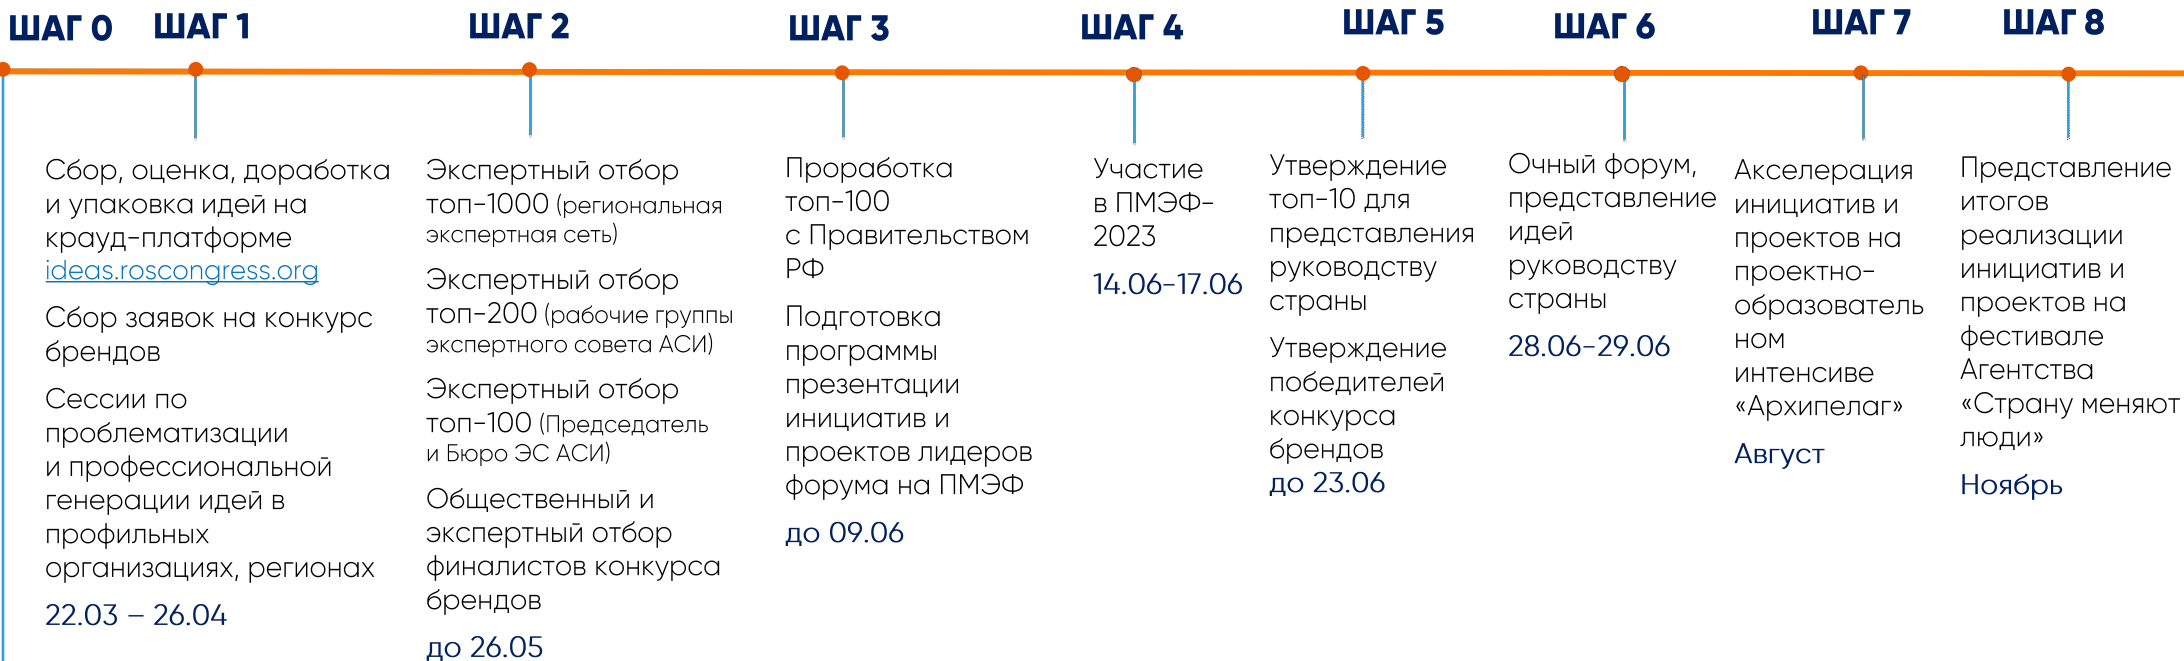 ШАГ 0
ШАГ 1
ШАГ 2
ШАГ 3
ШАГ 4
ШАГ 5
ШАГ 6
ШАГ 7
ШАГ 8
Сбор, оценка, доработка
и упаковка идей на
крауд-платформе
ideas.roscongress.org
Сбор заявок на конкурс
брендов
Сессии по
проблематизации
и профессиональной
генерации идей в
профильных
организациях, регионах
22.03 – 26.04
Экспертный отбор
топ-1000 (региональная
экспертная сеть)
Экспертный отбор
топ-200 (рабочие группы
экспертного совета АСИ)
Экспертный отбор
топ-100 (Председатель
и Бюро ЭС АСИ)
Общественный и
экспертный отбор
финалистов конкурса
брендов
до 26.05
Проработка
топ-100
с Правительством
РФ
Подготовка
программы
презентации
инициатив и
проектов лидеров
форума на ПМЭФ
до 09.06
Участие
в ПМЭФ-
2023
14.06-17.06
Утверждение
топ-10 для
представления
руководству
страны
Утверждение
победителей
конкурса
брендов
до 23.06
Очный форум,
представление
идей
руководству
страны
28.06-29.06
Акселерация
инициатив и
проектов на
проектно-
образователь
ном
интенсиве
«Архипелаг»
Август
Представление
итогов
реализации
инициатив и
проектов на
фестивале
Агентства
«Страну меняют
люди»
Ноябрь